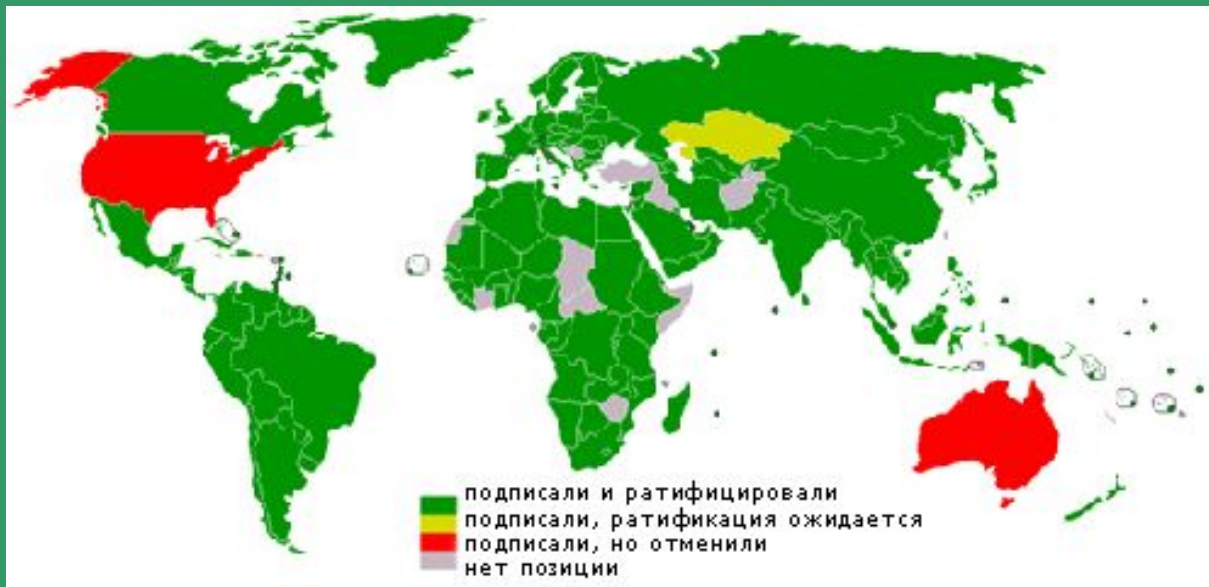 подписали и ратифицировали
подписали, ратификация ожидается
подписали, но отменили
нет позиции